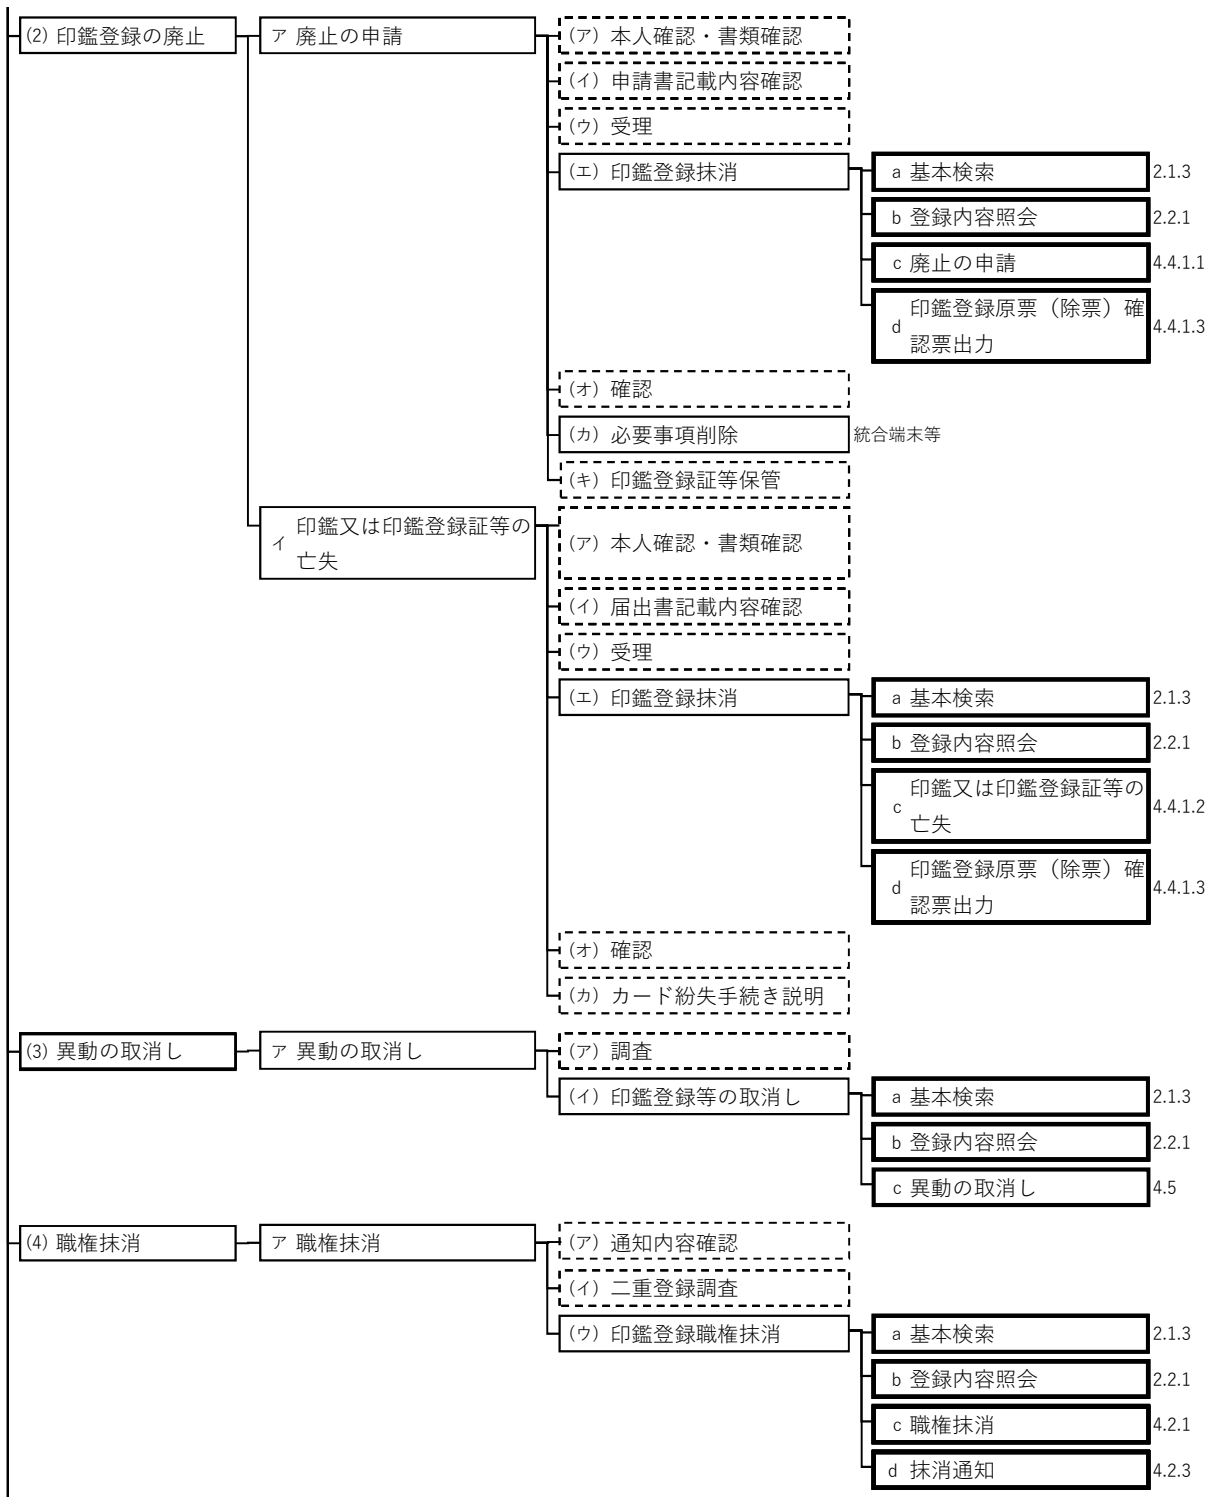 (2) 印鑑登録の廃止
ア 廃止の申請
(ア) 本人確認・書類確認
(イ) 申請書記載内容確認
(ウ) 受理
(エ) 印鑑登録抹消
a 基本検索 2.1.3
b 登録内容照会 2.2.1
c 廃止の申請 4.4.1.1
d 印鑑登録原票（除票）確
認票出力 4.4.1.3
(オ) 確認
(カ) 必要事項削除 統合端末等
(キ) 印鑑登録証等保管
イ 印鑑又は印鑑登録証等の
亡失
(ア) 本人確認・書類確認
(イ) 届出書記載内容確認
(ウ) 受理
(エ) 印鑑登録抹消
a 基本検索 2.1.3
b 登録内容照会 2.2.1
c 印鑑又は印鑑登録証等の
亡失 4.4.1.2
d 印鑑登録原票（除票）確
認票出力 4.4.1.3
(オ) 確認
(カ) カード紛失手続き説明
(3) 異動の取消し
ア 異動の取消し
(ア) 調査
(イ) 印鑑登録等の取消し
a 基本検索 2.1.3
b 登録内容照会 2.2.1
c 異動の取消し 4.5
(4) 職権抹消
ア 職権抹消
(ア) 通知内容確認
(イ) 二重登録調査
(ウ) 印鑑登録職権抹消
a 基本検索 2.1.3
b 登録内容照会 2.2.1
c 職権抹消 4.2.1
d 抹消通知 4.2.3